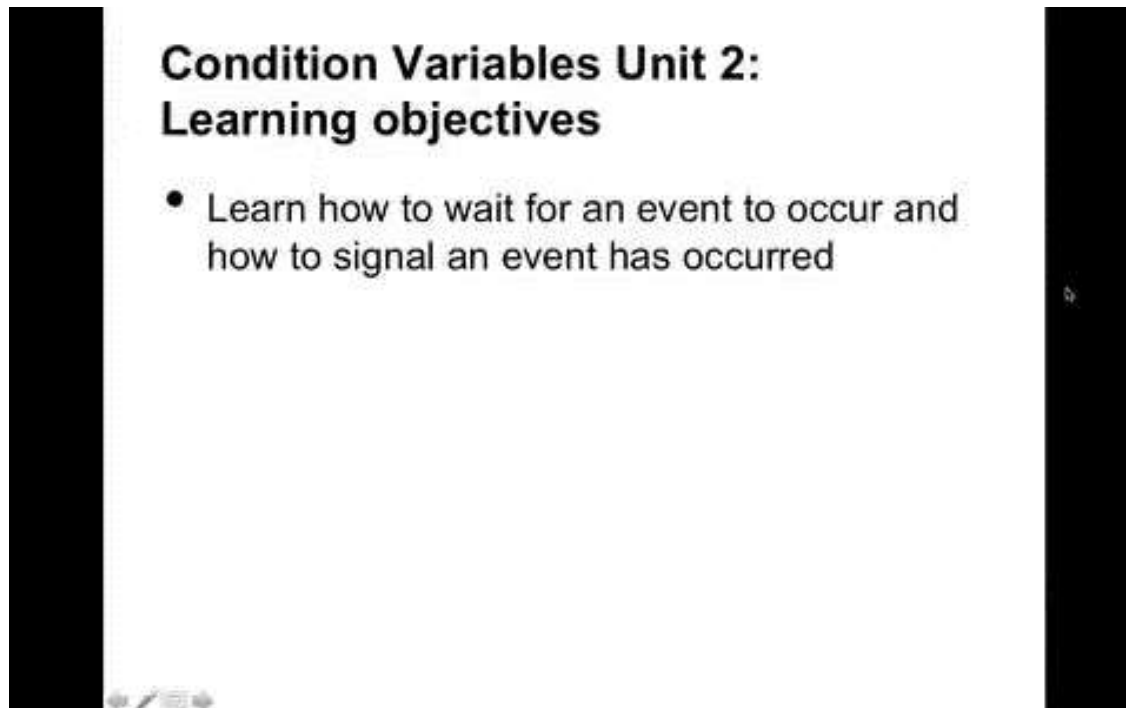 Condition Variables Unit 2:
Learning objectives
• Learn how to wait for an event to occur and
how to signal an event has occurred